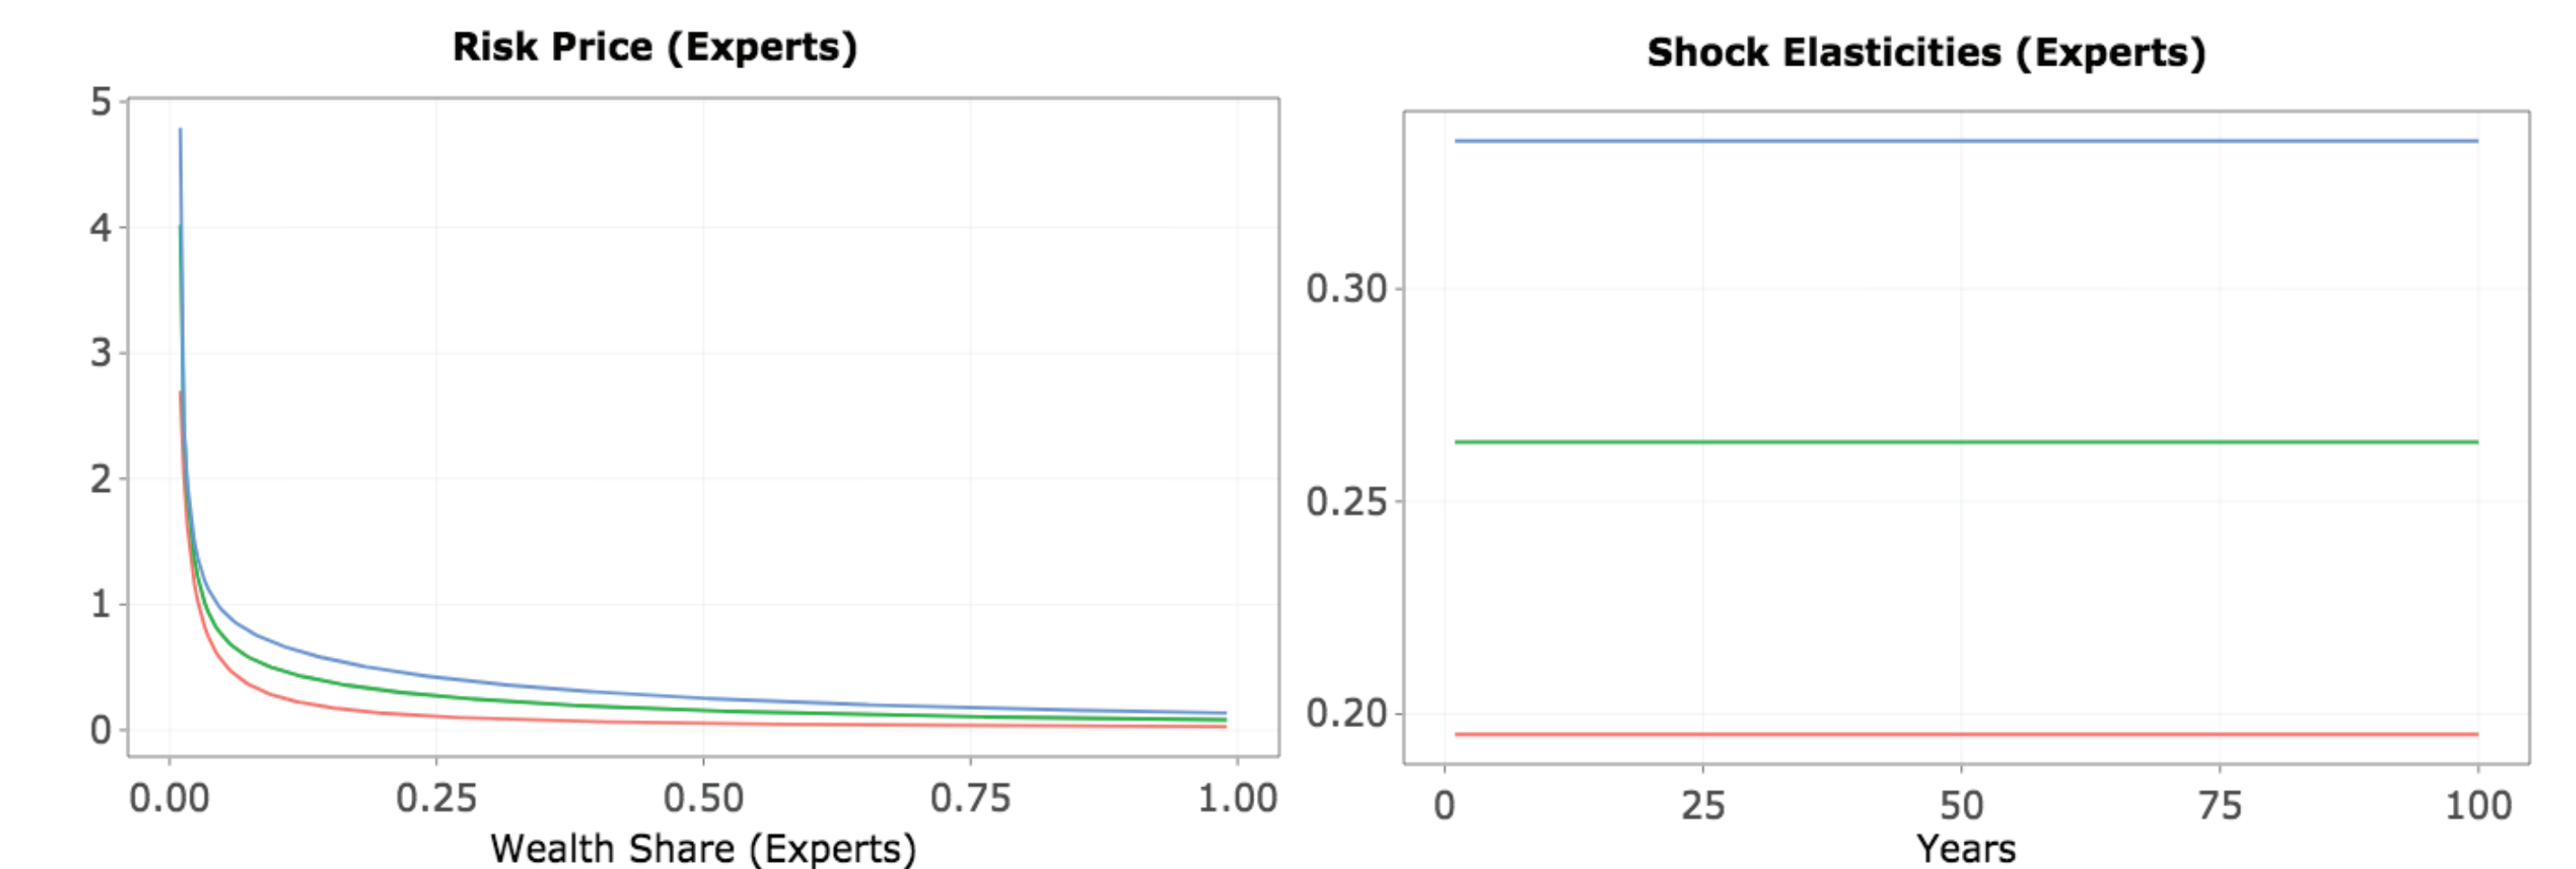 Risk Price (Experts)
5
4
3
2
1
0
0.00 0.25 0.50 0.75 1.00
Wealth Share (Experts)
Shock Elasticities (Experts)
0.30
0.25
0.20
0 25 50 75 100
Years